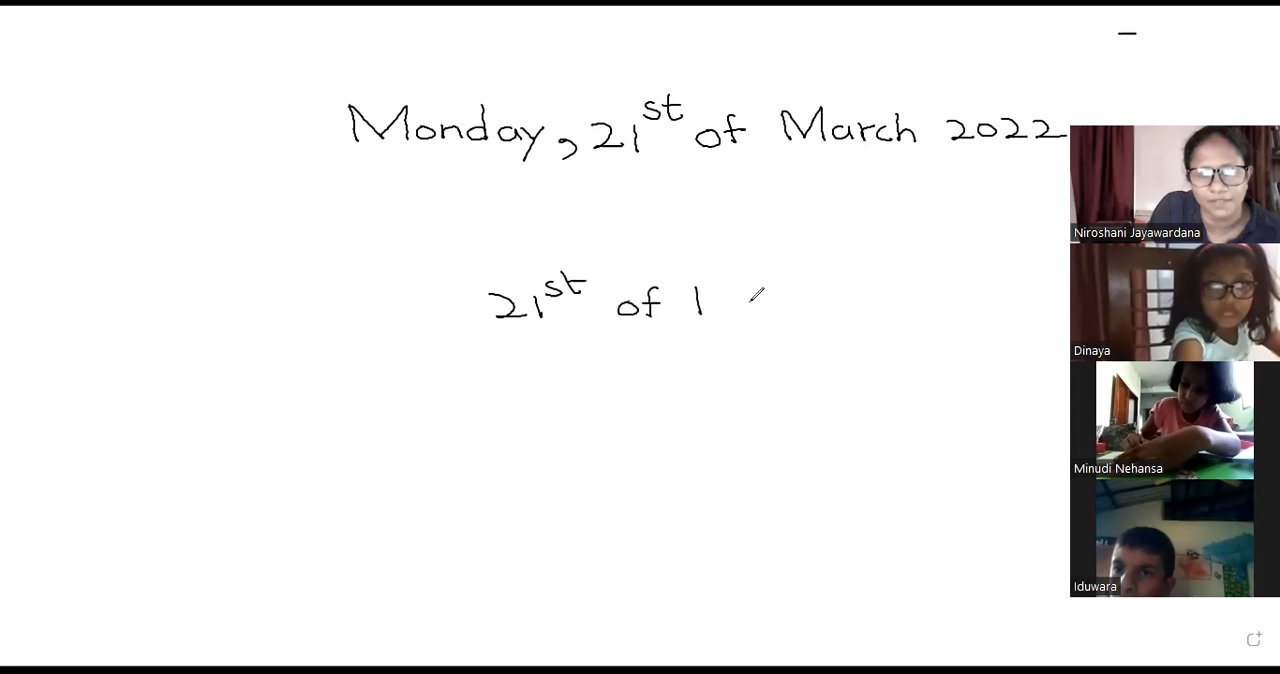 Monday, 21st of March 2022
21st of 1
Niroshani Jayawardana
Dinaya
Minudi Nehansa
Iduwara